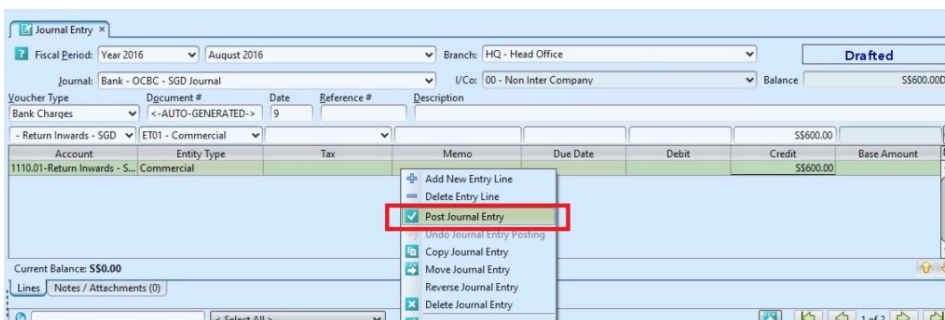 Journal Entry ×
? Fiscal Period: Year 2016 August 2016 Branch: HQ - Head Office Drafted
Journal: Bank - OCBC - SGD Journal I/Co: 00 - Non Inter Company Balance S$600.00D
Voucher Type Document # Date Reference # Description
Bank Charges <-AUTO-GENERATED-> 9
- Return Inwards - SGD ET01 - Commercial S$600.00
Account Entity Type Tax Memo Due Date Debit Credit Base Amount
1110.01-Return Inwards - S... Commercial S$600.00
Add New Entry Line
Delete Entry Line
Post Journal Entry
Undo Journal Entry Posting
Copy Journal Entry
Move Journal Entry
Reverse Journal Entry
Delete Journal Entry
Current Balance: S$0.00
Lines Notes / Attachments (0)
< Select All > 1 of 2